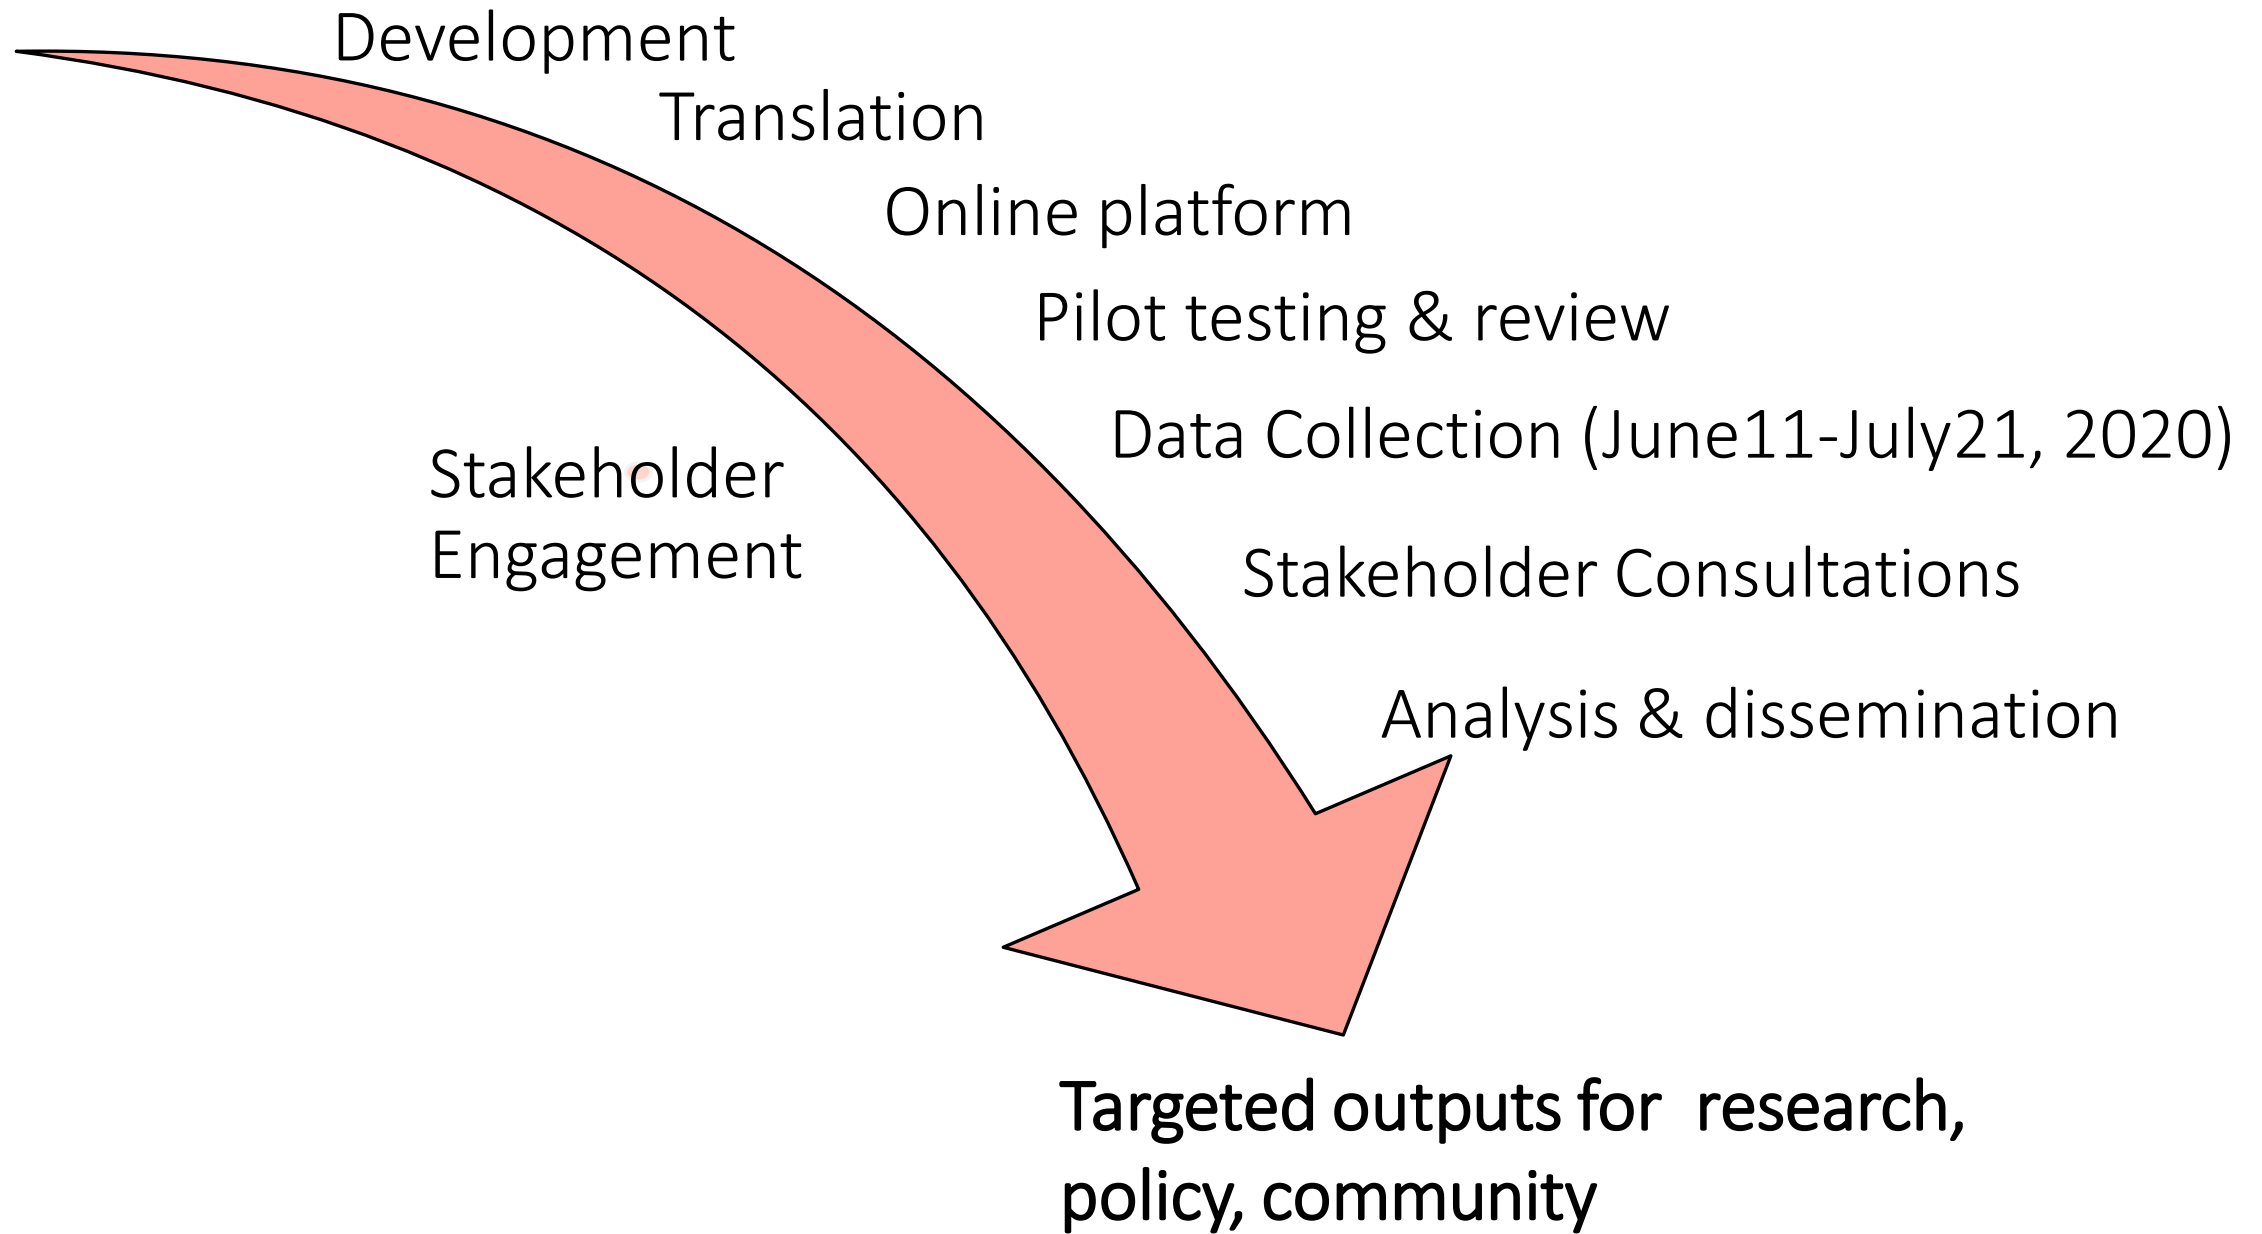 Development
Translation
Online platform
Pilot testing & review
Data Collection (June11-July21, 2020)
Stakeholder
Engagement
Stakeholder Consultations
Analysis & dissemination
Targeted outputs for  research,
policy, community